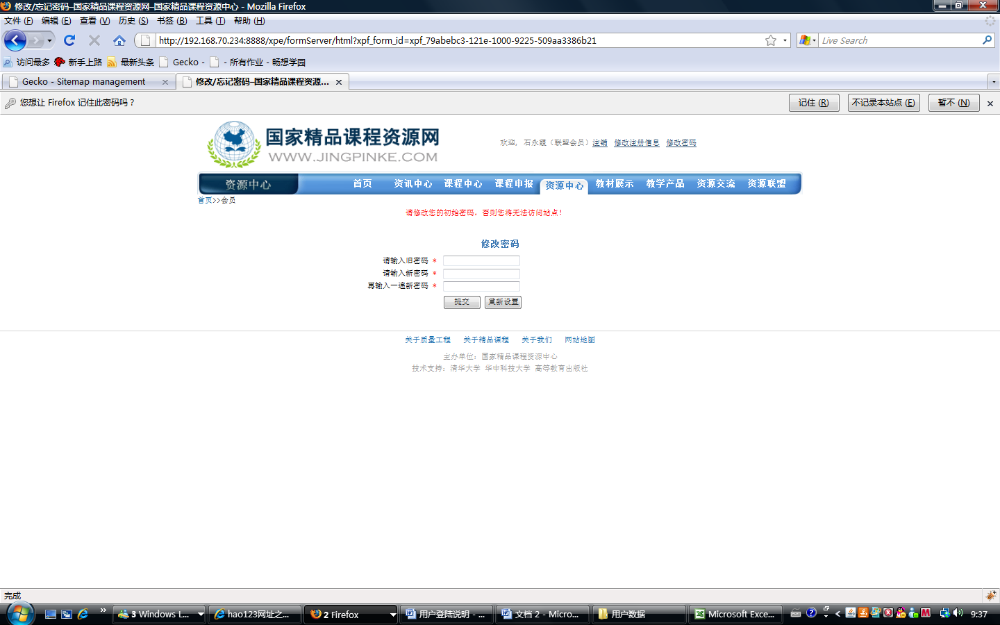 修改/忘记密码–国家精品课程资源网–国家精品课程资源中心 - Mozilla Firefox
文件 (F) 编辑 (E) 查看 (V) 历史 (S) 书签 (B) 工具 (T) 帮助 (H)
http://192.168.70.234:8888/xpe/formServer/html?xpf_form_id=xpf_79abebc3-121e-1000-9225-509aa3386b21
Live Search
访问最多 新手上路 最新头条 Gecko - - 所有作业 - 畅想学园
Gecko - Sitemap management
修改/忘记密码–国家精品课程资源...
您想让 Firefox 记住此密码吗？
记住 (R) 不记录本站点 (E) 暂不 (N)
国家精品课程资源网
WWW.JINGPINKE.COM
欢迎, 石永霞（联盟会员）注销 修改注册信息 修改密码
资源中心
首页 资讯中心 课程中心 课程申报 资源中心 教材展示 教学产品 资源交流 资源联盟
首页>>会员
请修改您的初始密码，否则您将无法访问站点！
修改密码
请输入旧密码 *
请输入新密码 *
再输入一遍新密码 *
提交 重新设置
关于质量工程 关于精品课程 关于我们 网站地图
主办单位：国家精品课程资源中心
技术支持：清华大学 华中科技大学 高等教育出版社
完成
3 Windows L... hao123网址之... 2 Firefox 用户登陆说明 - ... 文档 2 - Micro... 用户数据 Microsoft Exce... 9:37